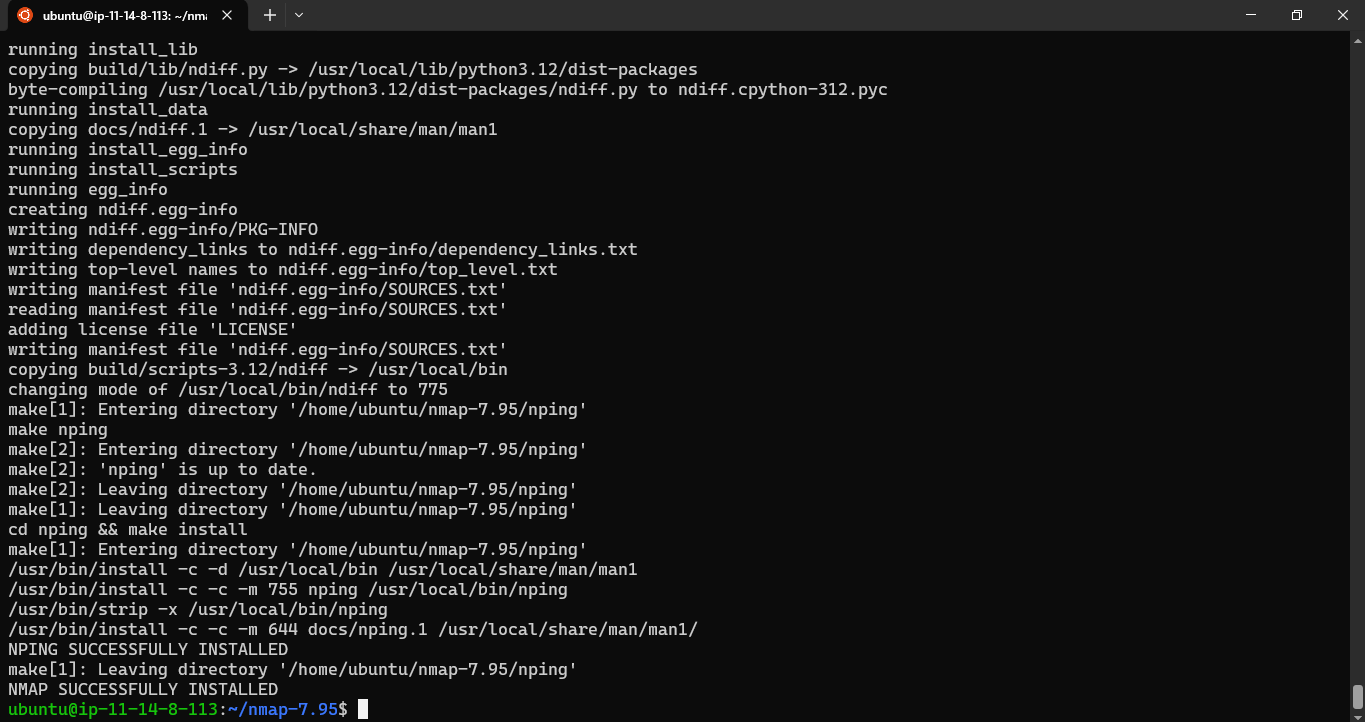 ubuntu@ip-11-14-8-113: ~/nma
running install_lib
copying build/lib/ndiff.py -> /usr/local/lib/python3.12/dist-packages
byte-compiling /usr/local/lib/python3.12/dist-packages/ndiff.py to ndiff.cpython-312.pyc
running install_data
copying docs/ndiff.1 -> /usr/local/share/man/man1
running install_egg_info
running install_scripts
running egg_info
creating ndiff.egg-info
writing ndiff.egg-info/PKG-INFO
writing dependency_links to ndiff.egg-info/dependency_links.txt
writing top-level names to ndiff.egg-info/top_level.txt
writing manifest file 'ndiff.egg-info/SOURCES.txt'
reading manifest file 'ndiff.egg-info/SOURCES.txt'
adding license file 'LICENSE'
writing manifest file 'ndiff.egg-info/SOURCES.txt'
copying build/scripts-3.12/ndiff -> /usr/local/bin
changing mode of /usr/local/bin/ndiff to 775
make[1]: Entering directory '/home/ubuntu/nmap-7.95/nping'
make nping
make[2]: Entering directory '/home/ubuntu/nmap-7.95/nping'
make[2]: 'nping' is up to date.
make[2]: Leaving directory '/home/ubuntu/nmap-7.95/nping'
make[1]: Leaving directory '/home/ubuntu/nmap-7.95/nping'
cd nping && make install
make[1]: Entering directory '/home/ubuntu/nmap-7.95/nping'
/usr/bin/install -c -d /usr/local/bin /usr/local/share/man/man1
/usr/bin/install -c -c -m 755 nping /usr/local/bin/nping
/usr/bin/strip -x /usr/local/bin/nping
/usr/bin/install -c -c -m 644 docs/nping.1 /usr/local/share/man/man1/
NPING SUCCESSFULLY INSTALLED
make[1]: Leaving directory '/home/ubuntu/nmap-7.95/nping'
NMAP SUCCESSFULLY INSTALLED
ubuntu@ip-11-14-8-113:~/nmap-7.95$